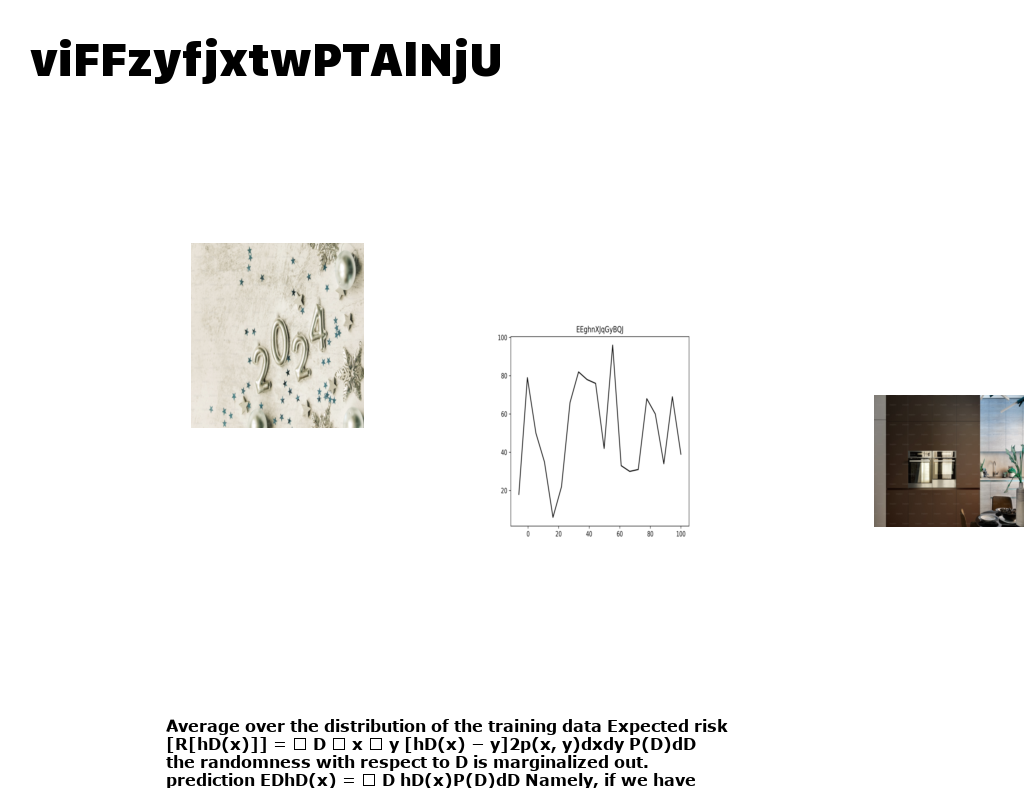 viFFzyfjxtwPTAlNjU
2024
EEghnXJqGyBQJ
100
80
60
40
20
0 20 40 60 80 100
Average over the distribution of the training data Expected risk
[R[hD(x)]] = □ D □ x □ y [hD(x) − y]2p(x, y)dxdy P(D)dD
the randomness with respect to D is marginalized out.
prediction EDhD(x) = □ D hD(x)P(D)dD Namely, if we have